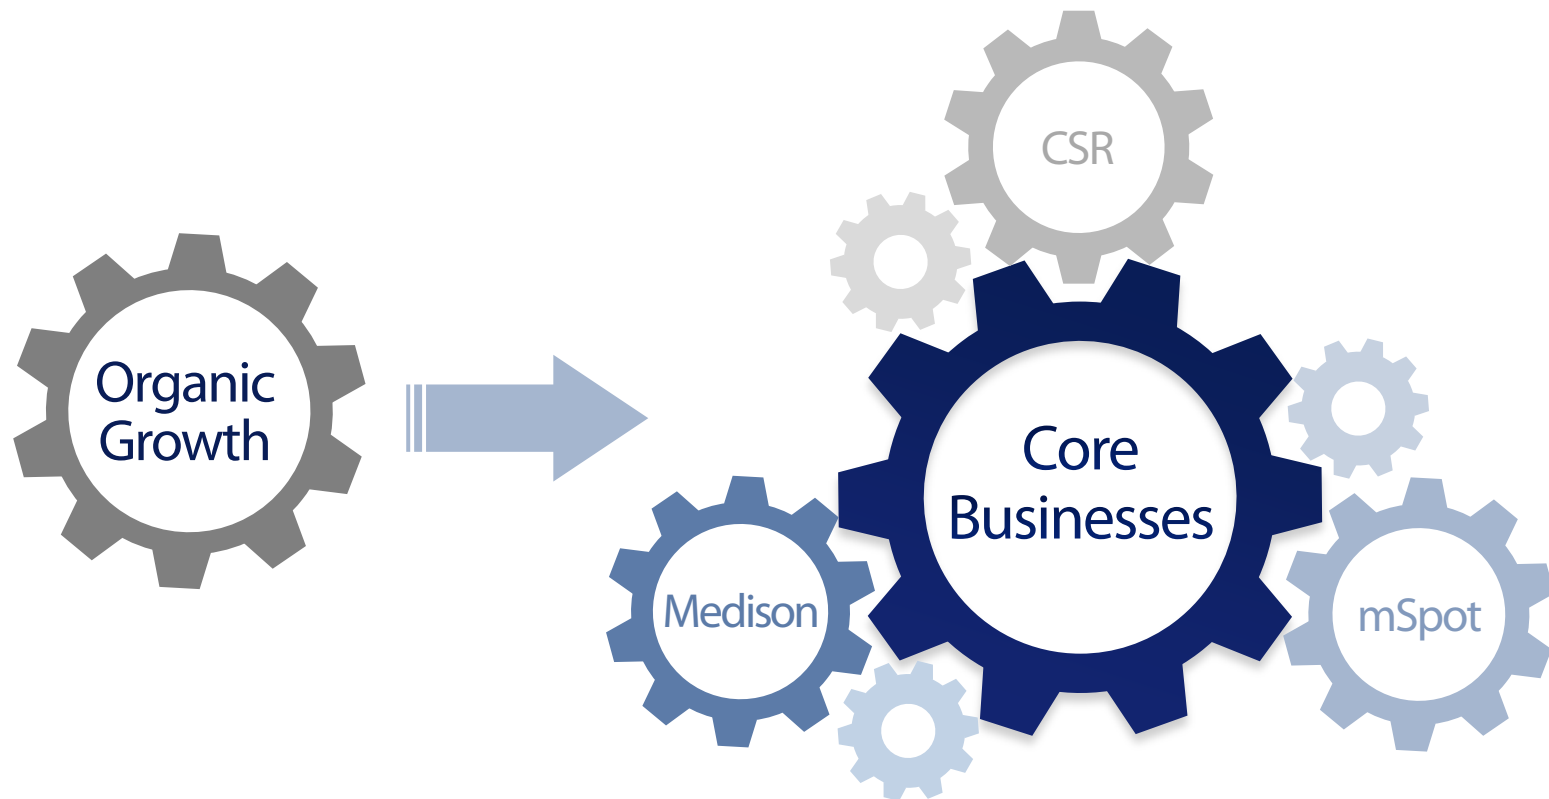 Organic
Growth
CSR
Core
Businesses
Medison
mSpot